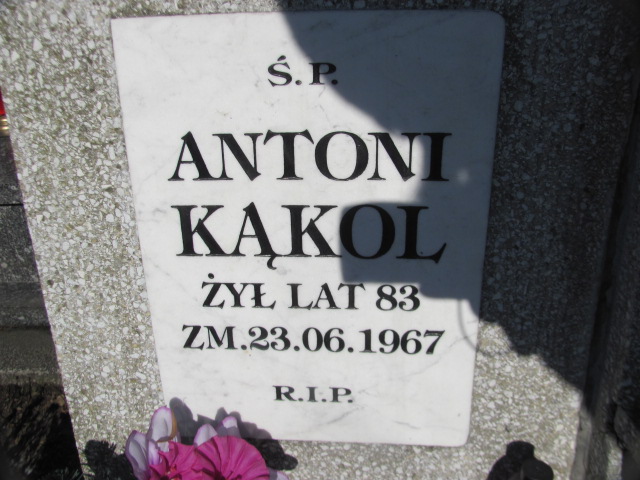 Ś.P.
ANTONI
KĄKOL
ŻYŁ LAT 83
ZM.23.06.1967
R.I.P.